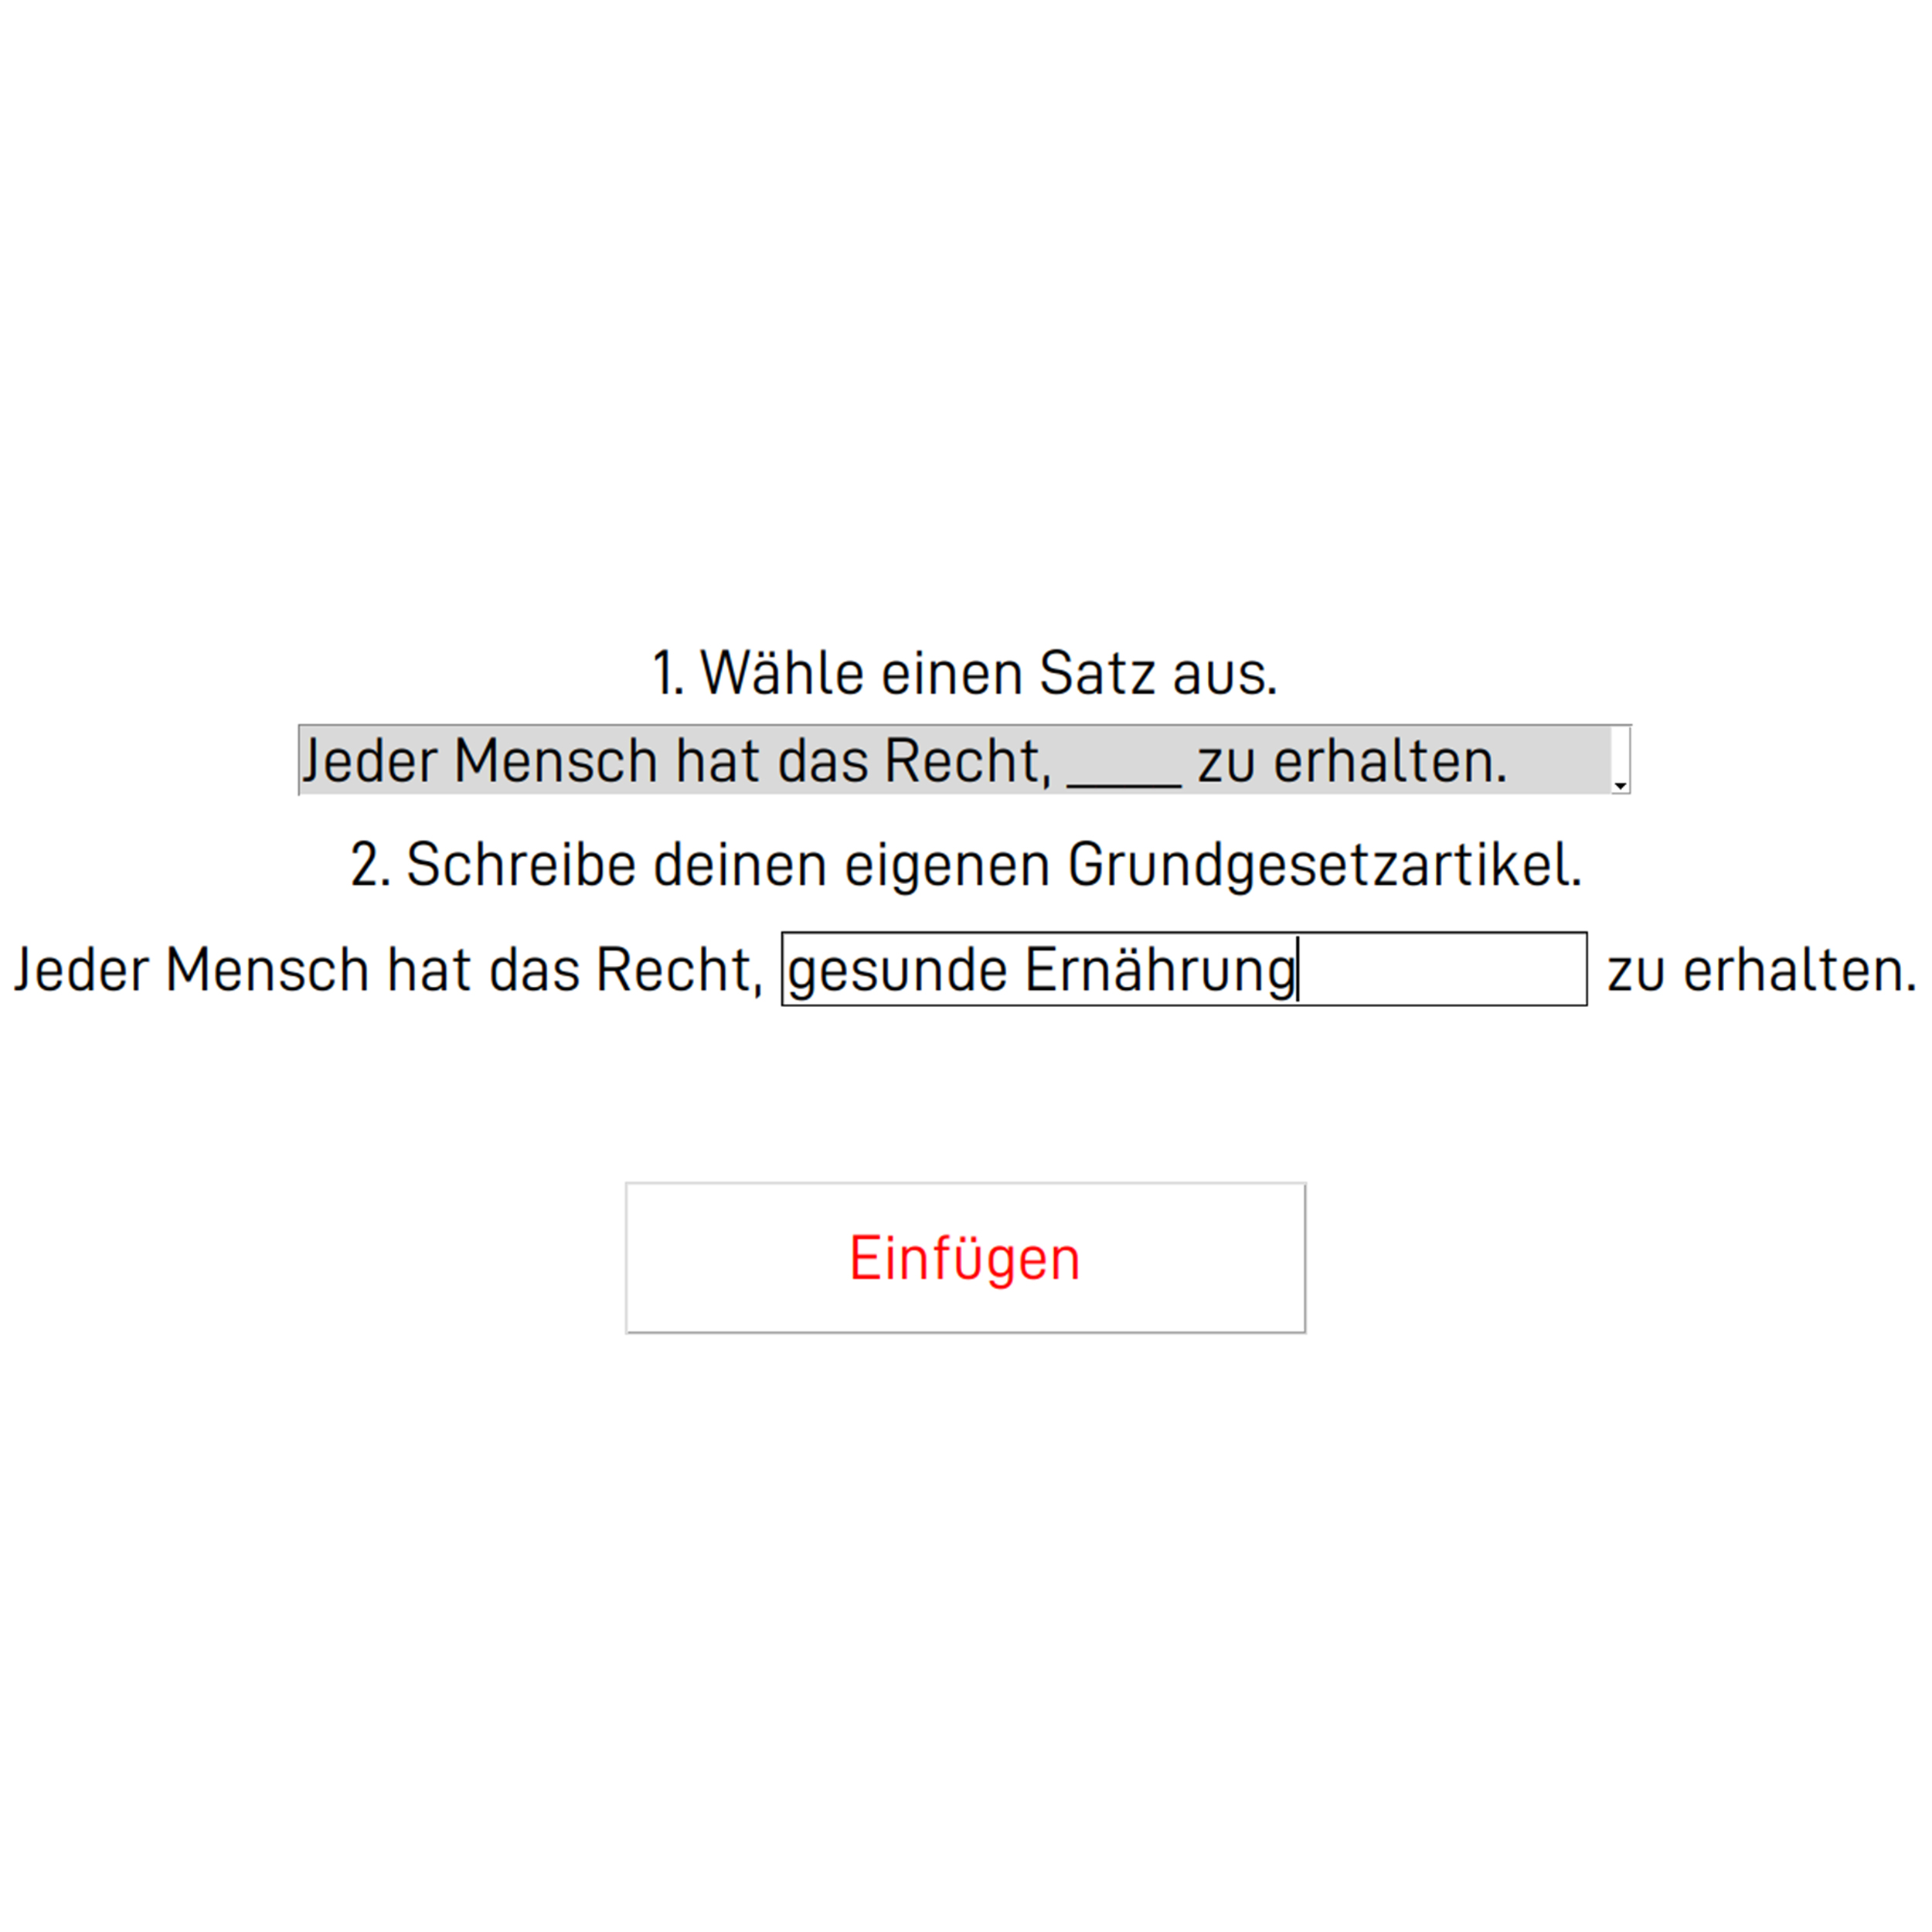 1. Wähle einen Satz aus.
Jeder Mensch hat das Recht, ____ zu erhalten.
2. Schreibe deinen eigenen Grundgesetzartikel.
Jeder Mensch hat das Recht, gesunde Ernährung zu erhalten.
Einfügen